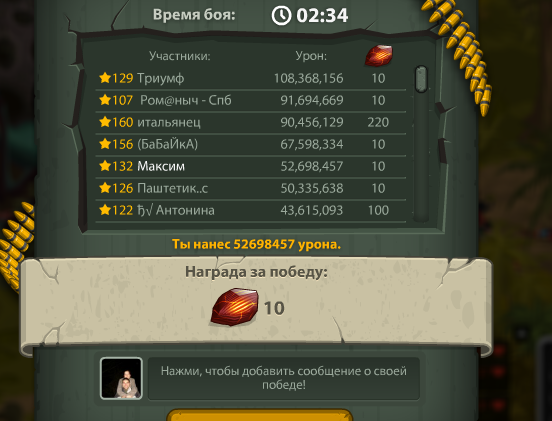 Время боя: 02:34
Участники: Урон:
129 Триумф 108,368,156 10
107 Ром@ныч - Спб 91,694,669 10
160 итальянец 90,456,129 220
156 (БаБаЙкА) 67,598,334 10
132 Максим 52,698,457 10
126 Паштетик..с 50,335,638 10
122 ђ√ Антонина 43,615,093 100
Ты нанес 52698457 урона.
Награда за победу:
10
Нажми, чтобы добавить сообщение о своей
победе!